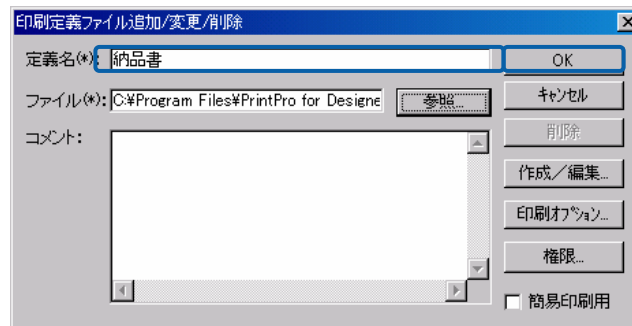 印刷定義ファイル追加/変更/削除
定義名(*): 納品書
OK
ファイル(*): C:¥Program Files¥PrintPro for Designe 参照...
キャンセル
コメント:
削除
作成／編集...
印刷オプション...
権限...
簡易印刷用